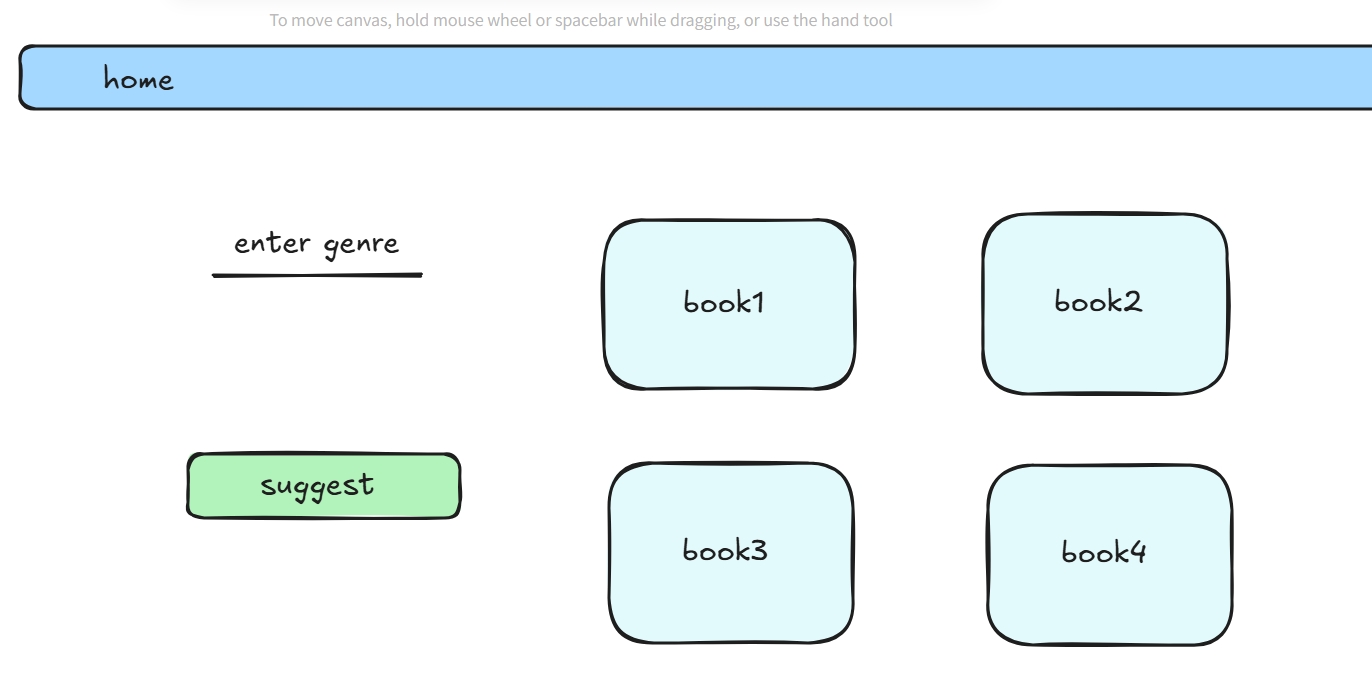 To move canvas, hold mouse wheel or spacebar while dragging, or use the hand tool
home
enter genre
suggest
book1
book2
book3
book4